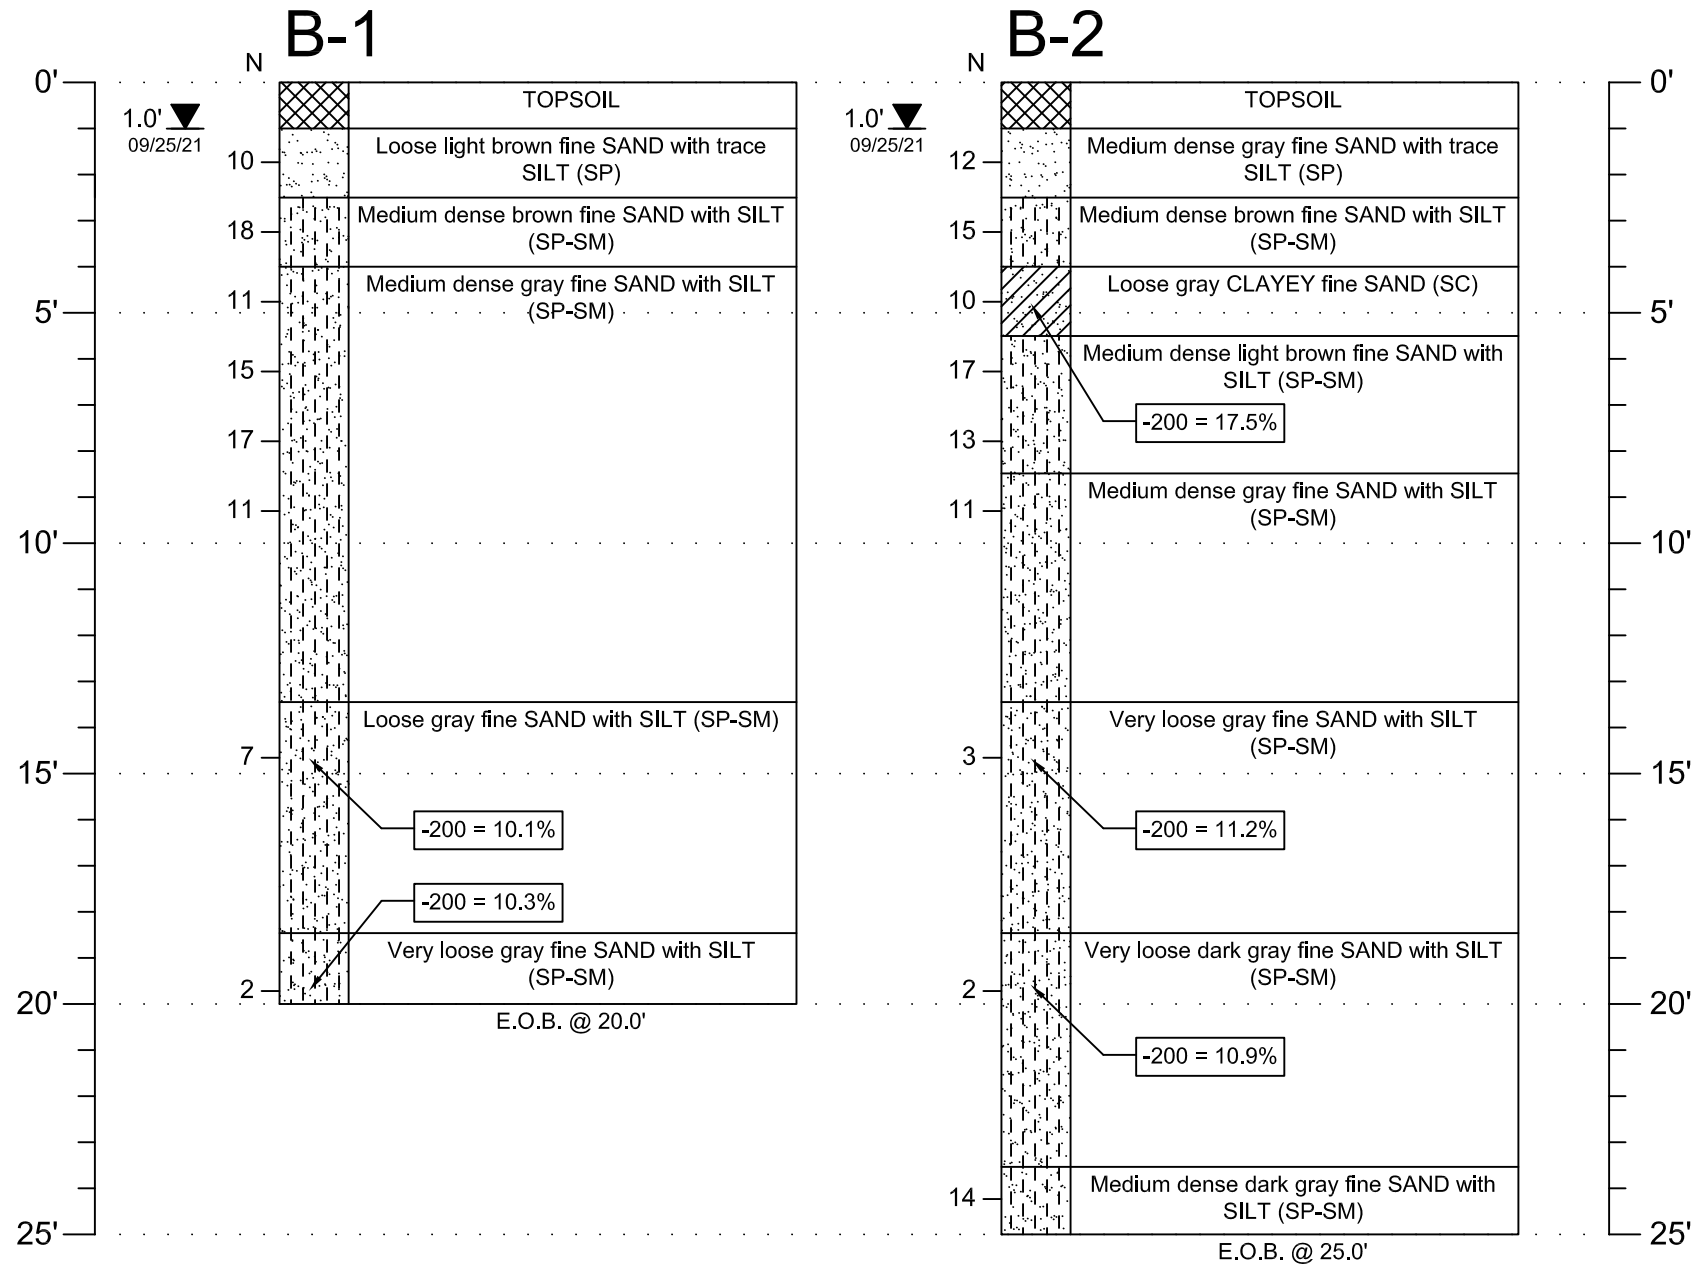 B-1
N
0'
1.0'
09/25/21
TOPSOIL
10
Loose light brown fine SAND with trace
SILT (SP)
18
Medium dense brown fine SAND with SILT
(SP-SM)
11
Medium dense gray fine SAND with SILT
(SP-SM)
5'
15
17
11
10'
Loose gray fine SAND with SILT (SP-SM)
7
15'
-200 = 10.1%
-200 = 10.3%
Very loose gray fine SAND with SILT
(SP-SM)
2
20'
E.O.B. @ 20.0'
25'
B-2
N
0'
1.0'
09/25/21
TOPSOIL
12
Medium dense gray fine SAND with trace
SILT (SP)
15
Medium dense brown fine SAND with SILT
(SP-SM)
10
Loose gray CLAYEY fine SAND (SC)
5'
17
Medium dense light brown fine SAND with
SILT (SP-SM)
-200 = 17.5%
13
11
Medium dense gray fine SAND with SILT
(SP-SM)
10'
Very loose gray fine SAND with SILT
(SP-SM)
3
15'
-200 = 11.2%
Very loose dark gray fine SAND with SILT
(SP-SM)
2
20'
-200 = 10.9%
14
Medium dense dark gray fine SAND with
SILT (SP-SM)
25'
E.O.B. @ 25.0'